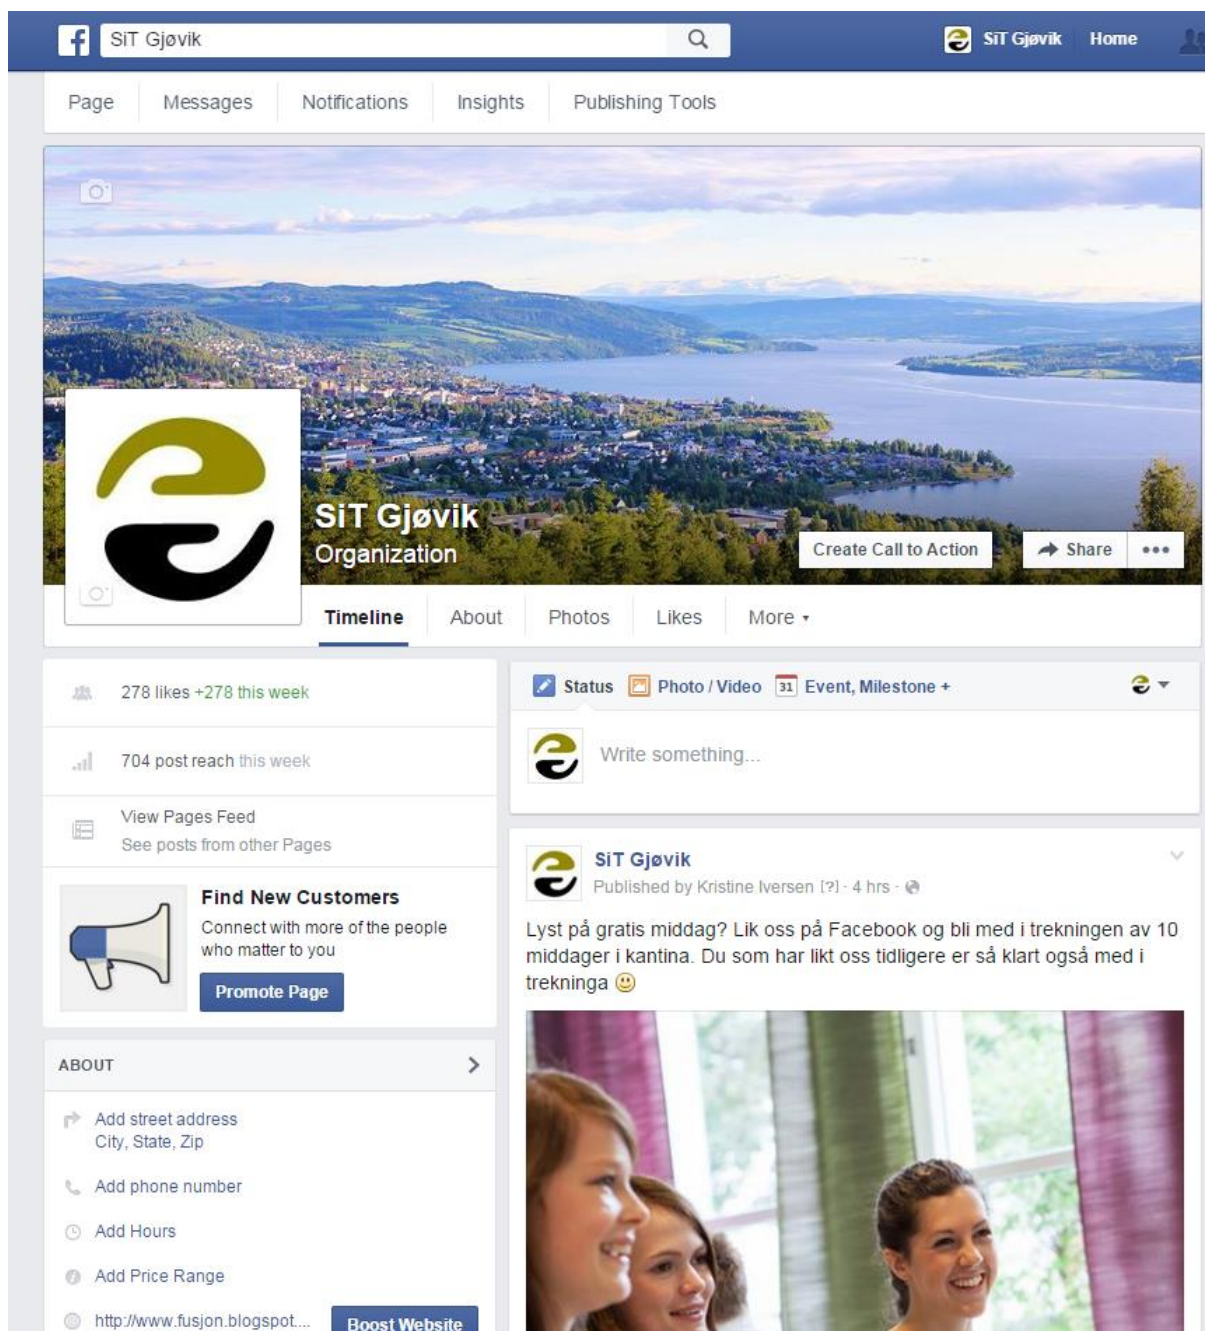 SiT Gjøvik
SiT Gjøvik Home
Page Messages Notifications Insights Publishing Tools
SiT Gjøvik
Organization
Create Call to Action Share
Timeline About Photos Likes More
278 likes +278 this week
704 post reach this week
View Pages Feed
See posts from other Pages
Find New Customers
Connect with more of the people
who matter to you
Promote Page
ABOUT
Add street address
City, State, Zip
Add phone number
Add Hours
Add Price Range
http://www.fusjon.blogspot.... Boost Website
Status Photo / Video 31 Event, Milestone +
Write something...
SiT Gjøvik
Published by Kristine Iversen [?] · 4 hrs ·
Lyst på gratis middag? Lik oss på Facebook og bli med i trekningen av 10
middager i kantina. Du som har likt oss tidligere er så klart også med i
trekninga